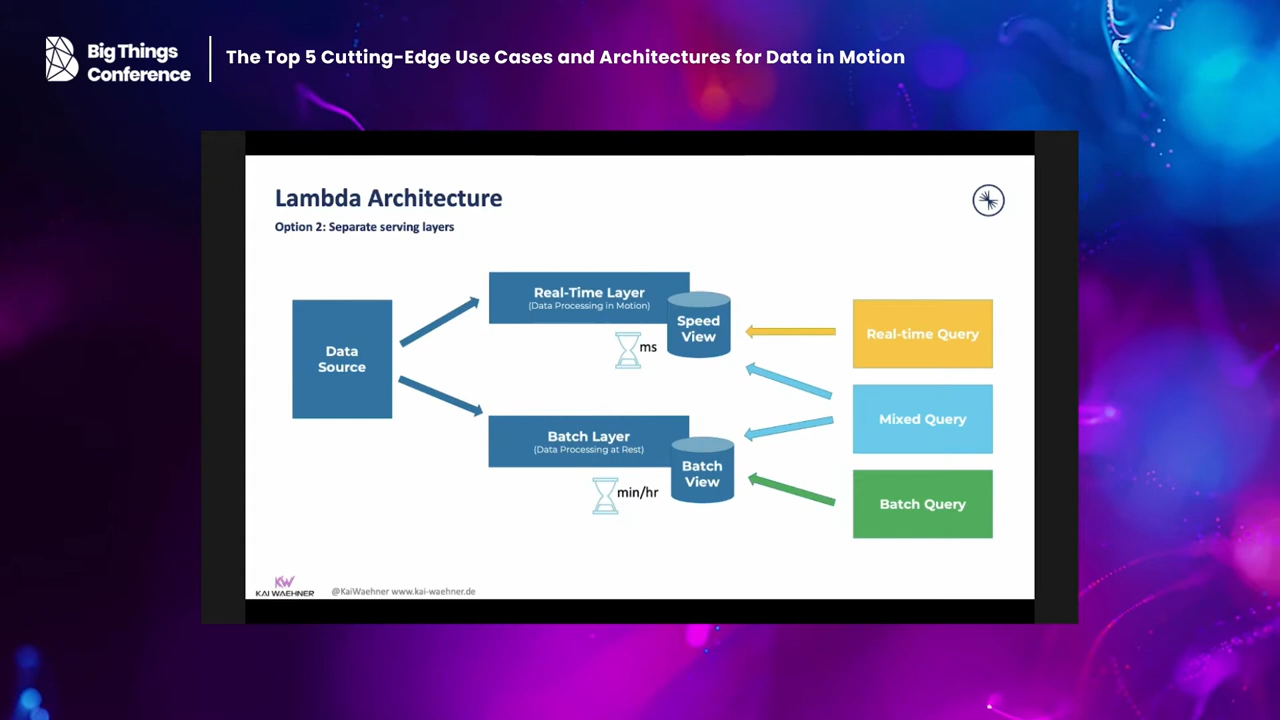 Big Things
Conference
The Top 5 Cutting-Edge Use Cases and Architectures for Data in Motion
Lambda Architecture
Option 2: Separate serving layers
Data
Source
Real-Time Layer
(Data Processing in Motion)
Speed
View
ms
Batch Layer
(Data Processing at Rest)
Batch
View
min/hr
Real-time Query
Mixed Query
Batch Query
KW
KAI WAEHNER
@KaiWaehner www.kai-waehner.de